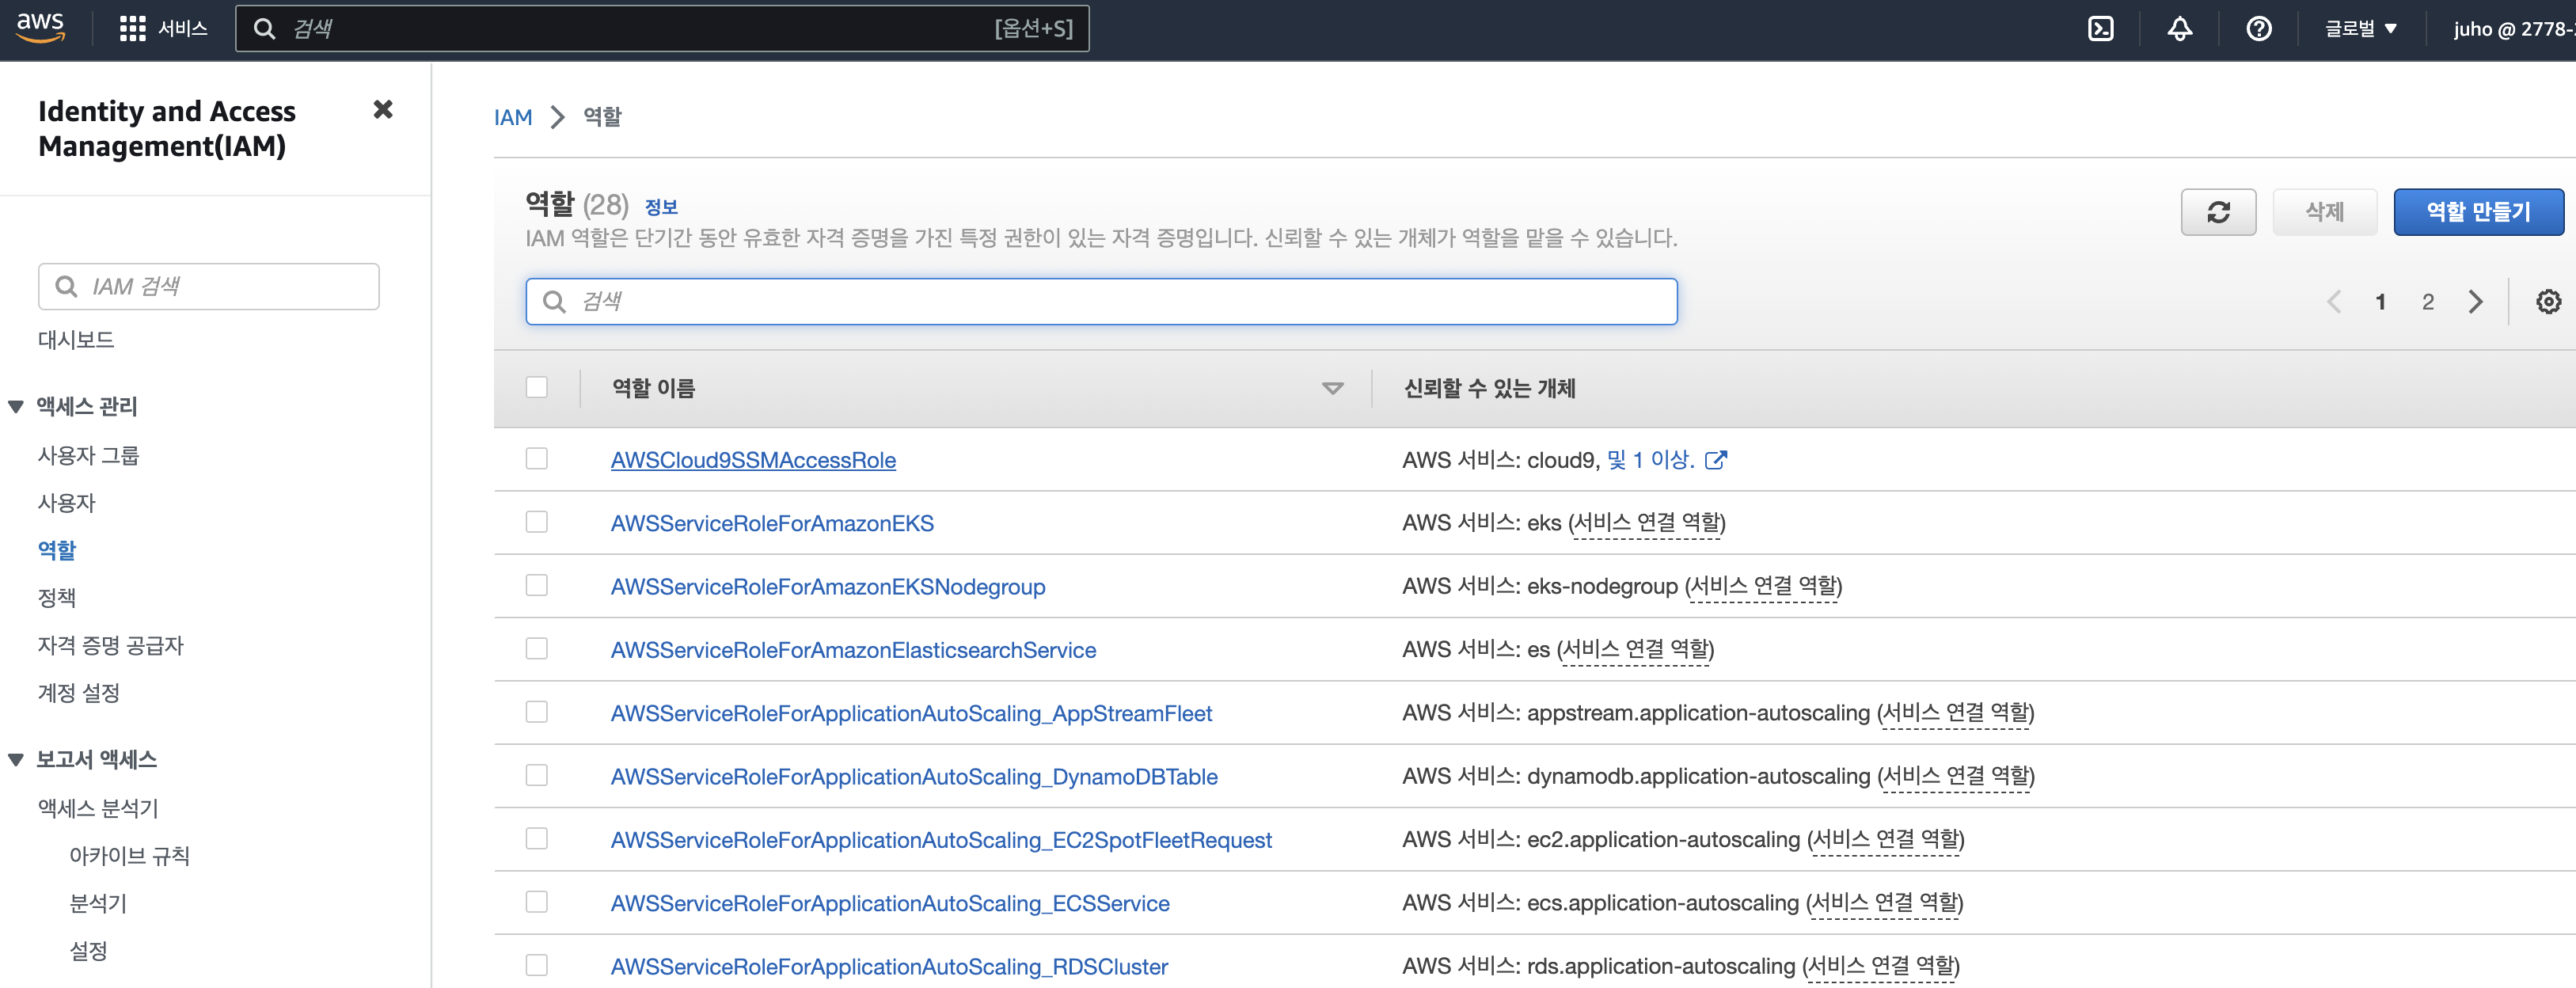 aws
서비스
검색
[옵션+S]
글로벌 ▼
juho @ 2778-
Identity and Access
Management(IAM)
IAM 검색
대시보드
액세스 관리
사용자 그룹
사용자
역할
정책
자격 증명 공급자
계정 설정
보고서 액세스
액세스 분석기
아카이브 규칙
분석기
설정
IAM > 역할
역할 (28) 정보
IAM 역할은 단기간 동안 유효한 자격 증명을 가진 특정 권한이 있는 자격 증명입니다. 신뢰할 수 있는 개체가 역할을 맡을 수 있습니다.
삭제
역할 만들기
검색
1 2
역할 이름 신뢰할 수 있는 개체
AWSCloud9SSMAccessRole AWS 서비스: cloud9, 및 1 이상.
AWSServiceRoleForAmazonEKS AWS 서비스: eks (서비스 연결 역할)
AWSServiceRoleForAmazonEKSNodegroup AWS 서비스: eks-nodegroup (서비스 연결 역할)
AWSServiceRoleForAmazonElasticsearchService AWS 서비스: es (서비스 연결 역할)
AWSServiceRoleForApplicationAutoScaling_AppStreamFleet AWS 서비스: appstream.application-autoscaling (서비스 연결 역할)
AWSServiceRoleForApplicationAutoScaling_DynamoDBTable AWS 서비스: dynamodb.application-autoscaling (서비스 연결 역할)
AWSServiceRoleForApplicationAutoScaling_EC2SpotFleetRequest AWS 서비스: ec2.application-autoscaling (서비스 연결 역할)
AWSServiceRoleForApplicationAutoScaling_ECSService AWS 서비스: ecs.application-autoscaling (서비스 연결 역할)
AWSServiceRoleForApplicationAutoScaling_RDSCluster AWS 서비스: rds.application-autoscaling (서비스 연결 역할)